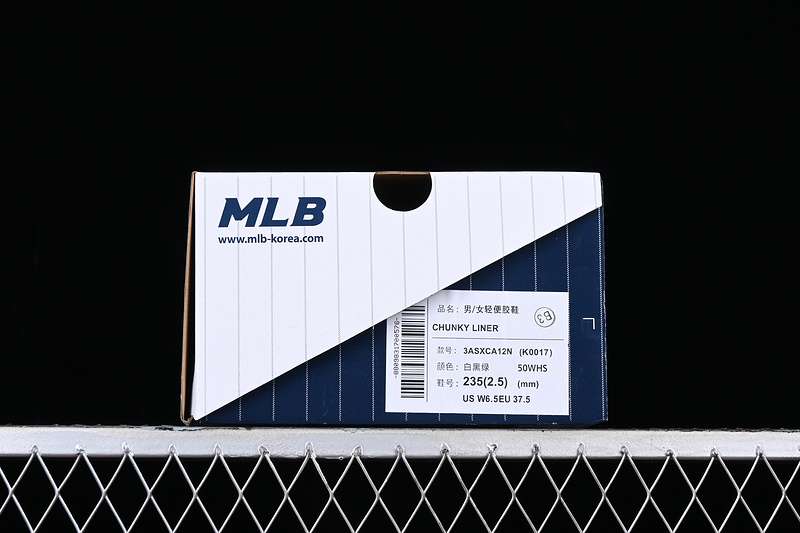 MLB
www.mlb-korea.com
品名: 男/女轻便胶鞋
B3
CHUNKY LINER
款号: 3ASXCA12N (K0017)
颜色: 白黑绿 50WHS
鞋号: 235(2.5) (mm)
US W6.5EU 37.5